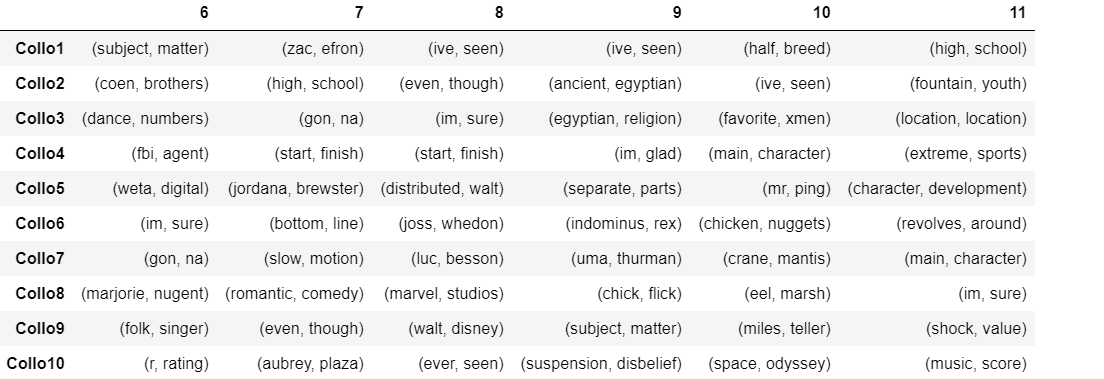 6 7 8 9 10 11
Collo1 (subject, matter) (zac, efron) (ive, seen) (ive, seen) (half, breed) (high, school)
Collo2 (coen, brothers) (high, school) (even, though) (ancient, egyptian) (ive, seen) (fountain, youth)
Collo3 (dance, numbers) (gon, na) (im, sure) (egyptian, religion) (favorite, xmen) (location, location)
Collo4 (fbi, agent) (start, finish) (start, finish) (im, glad) (main, character) (extreme, sports)
Collo5 (weta, digital) (jordana, brewster) (distributed, walt) (separate, parts) (mr, ping) (character, development)
Collo6 (im, sure) (bottom, line) (joss, whedon) (indominus, rex) (chicken, nuggets) (revolves, around)
Collo7 (gon, na) (slow, motion) (luc, besson) (uma, thurman) (crane, mantis) (main, character)
Collo8 (marjorie, nugent) (romantic, comedy) (marvel, studios) (chick, flick) (eel, marsh) (im, sure)
Collo9 (folk, singer) (even, though) (walt, disney) (subject, matter) (miles, teller) (shock, value)
Collo10 (r, rating) (aubrey, plaza) (ever, seen) (suspension, disbelief) (space, odyssey) (music, score)